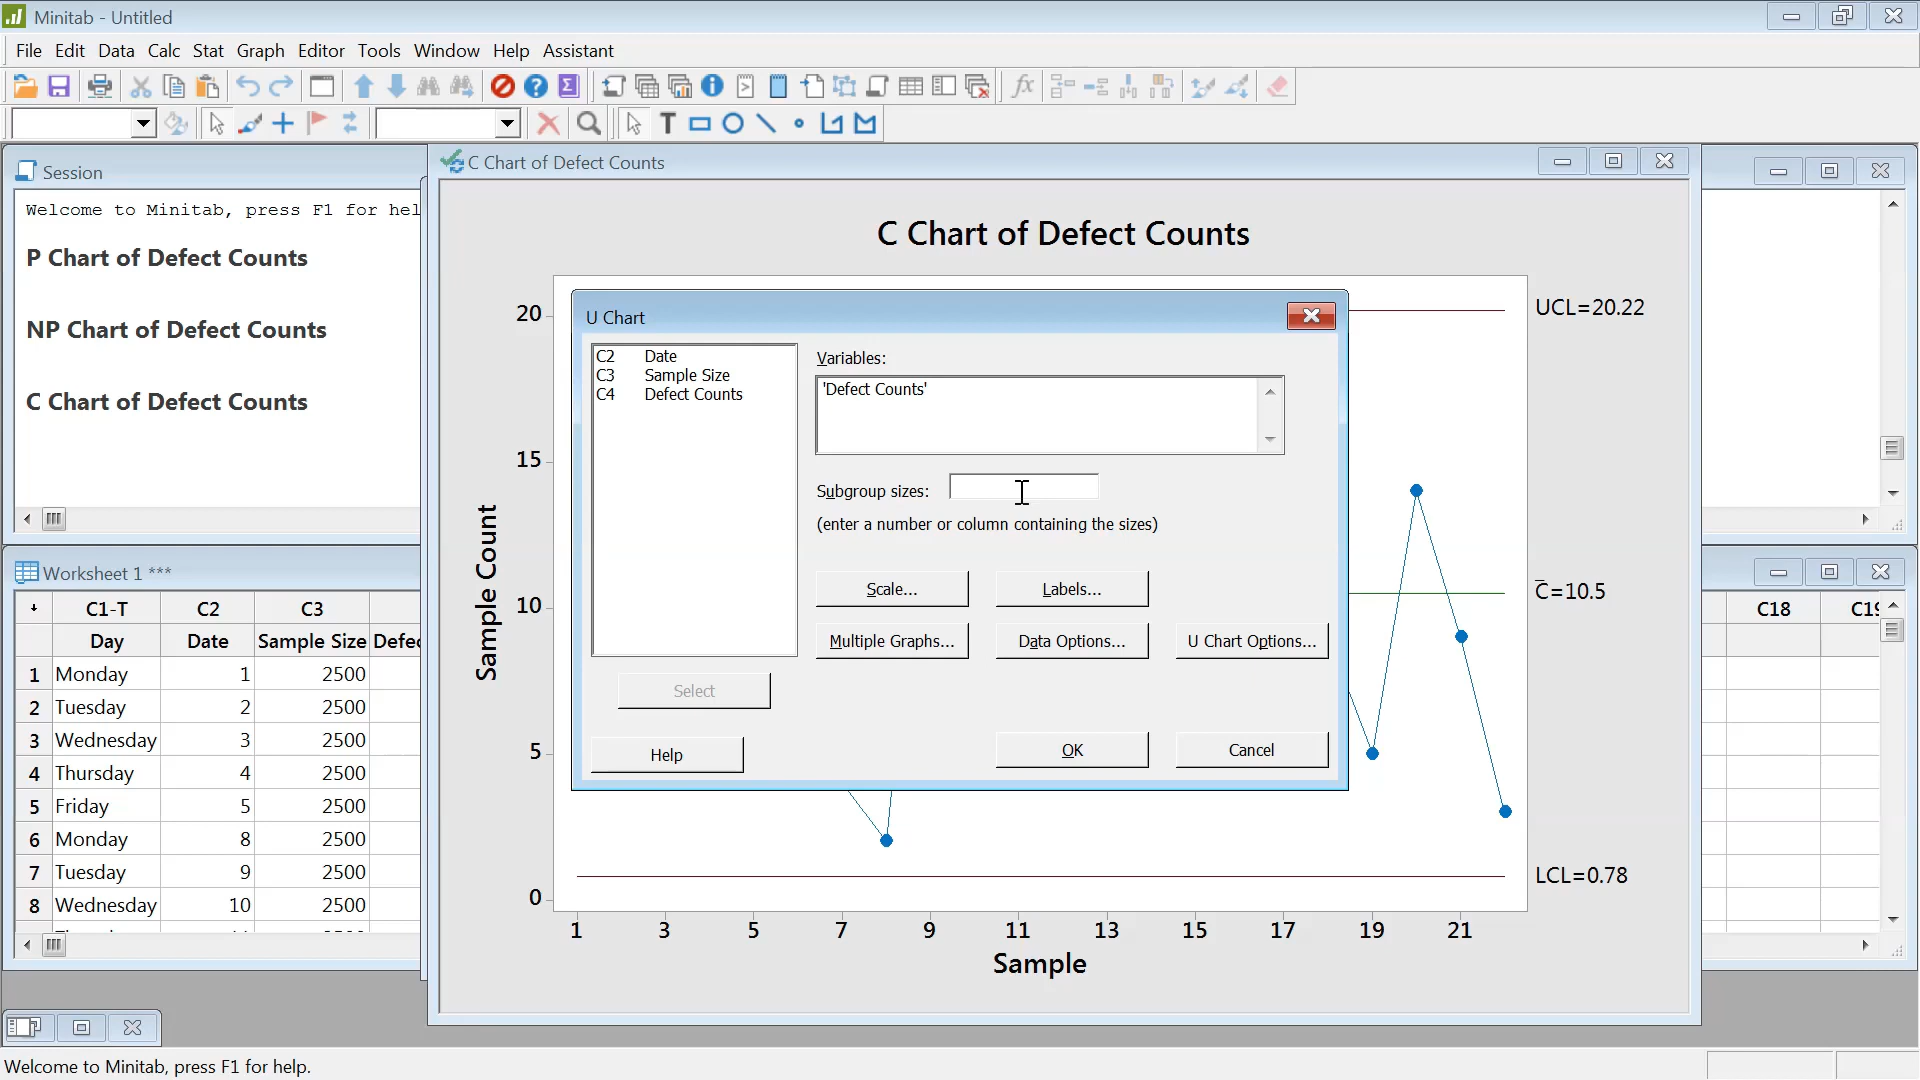 Minitab - Untitled
File Edit Data Calc Stat Graph Editor Tools Window Help Assistant
Session
Welcome to Minitab, press F1 for hel
P Chart of Defect Counts
NP Chart of Defect Counts
C Chart of Defect Counts
C Chart of Defect Counts
C Chart of Defect Counts
Sample Count
20
15
10
5
0
UCL=20.22
C̅=10.5
LCL=0.78
1 3 5 7 9 11 13 15 17 19 21
Sample
U Chart
C2 Date
C3 Sample Size
C4 Defect Counts
Variables:
'Defect Counts'
Subgroup sizes:
(enter a number or column containing the sizes)
Scale... Labels...
Multiple Graphs... Data Options... U Chart Options...
Select
Help OK Cancel
Worksheet 1 ***
C1-T C2 C3 C18 C19
Day Date Sample Size Defec
1 Monday 1 2500
2 Tuesday 2 2500
3 Wednesday 3 2500
4 Thursday 4 2500
5 Friday 5 2500
6 Monday 8 2500
7 Tuesday 9 2500
8 Wednesday 10 2500
Welcome to Minitab, press F1 for help.